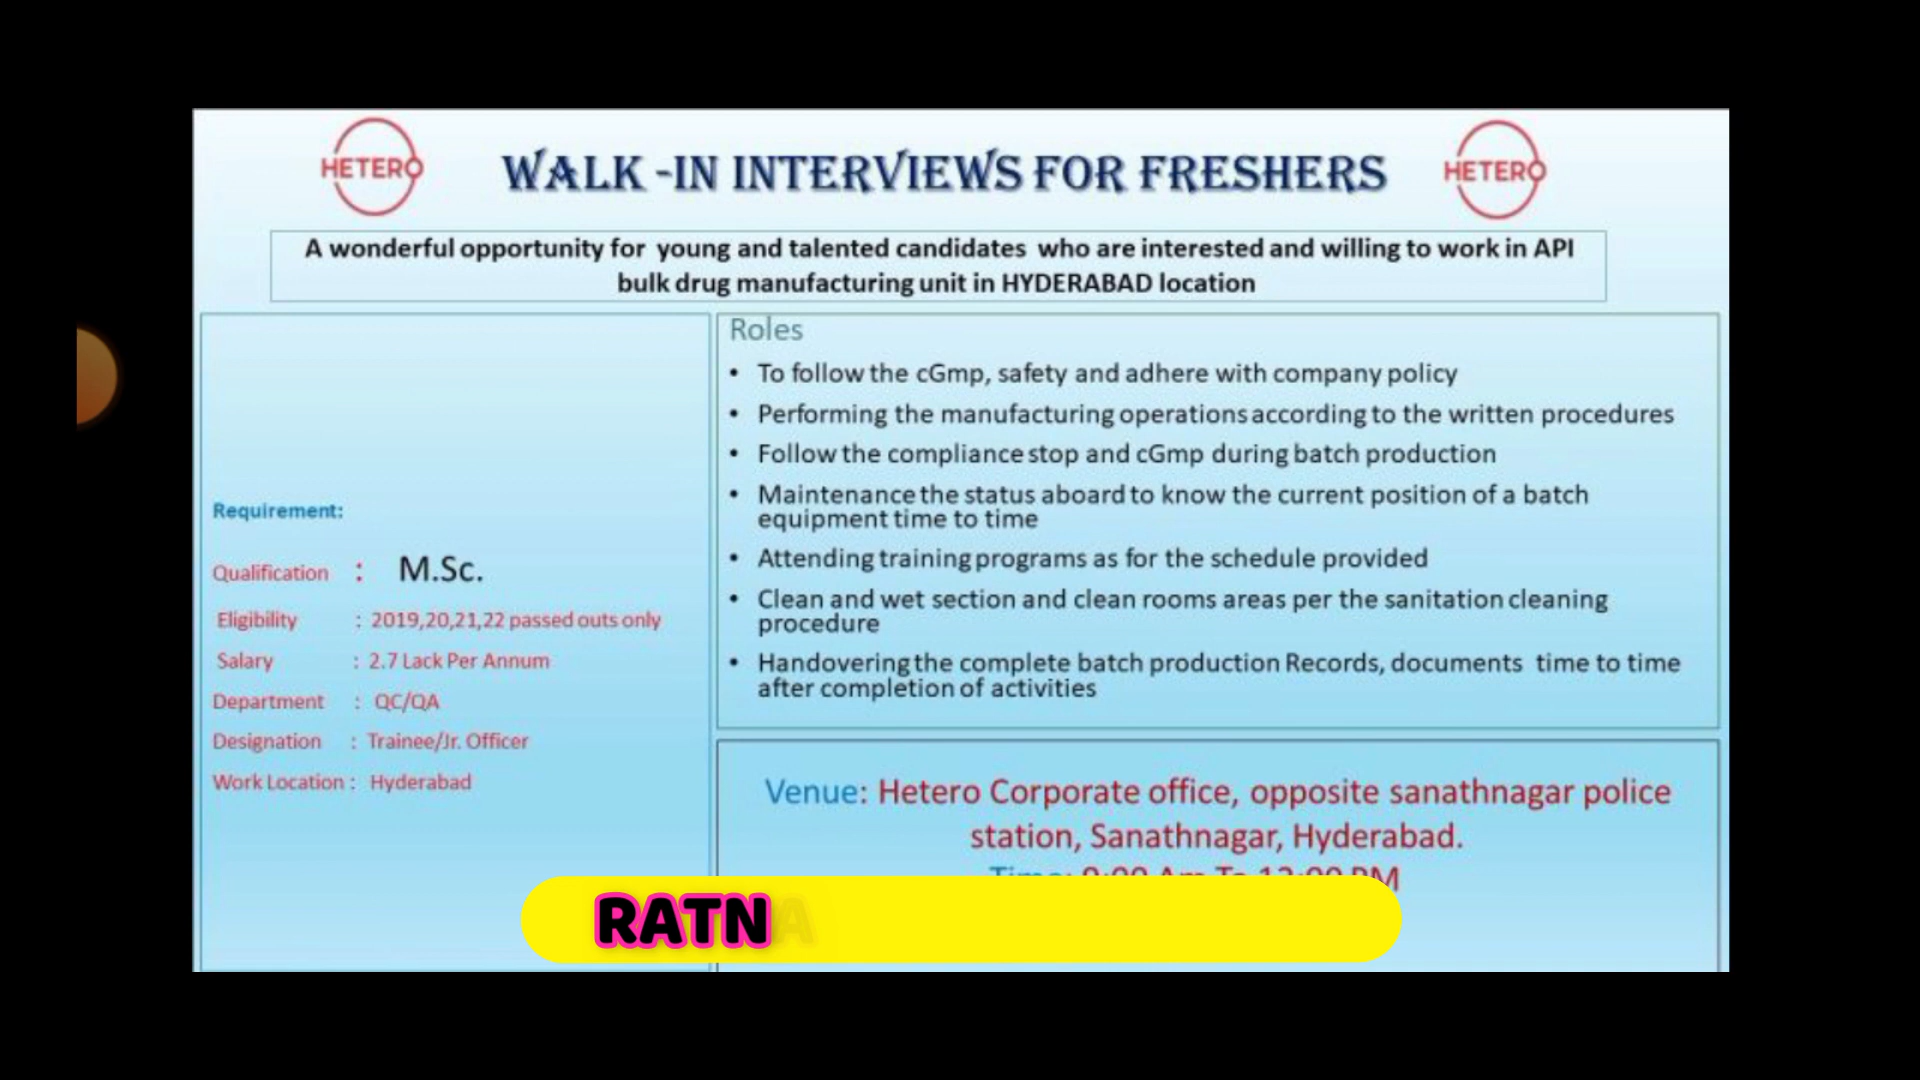 HETERO
WALK -IN INTERVIEWS FOR FRESHERS
HETERO
A wonderful opportunity for young and talented candidates who are interested and willing to work in API
bulk drug manufacturing unit in HYDERABAD location
Requirement:
Qualification : M.Sc.
Eligibility : 2019,20,21,22 passed outs only
Salary : 2.7 Lack Per Annum
Department : QC/QA
Designation : Trainee/Jr. Officer
Work Location : Hyderabad
Roles
• To follow the cGmp, safety and adhere with company policy
• Performing the manufacturing operations according to the written procedures
• Follow the compliance stop and cGmp during batch production
• Maintenance the status aboard to know the current position of a batch
equipment time to time
• Attending training programs as for the schedule provided
• Clean and wet section and clean rooms areas per the sanitation cleaning
procedure
• Handovering the complete batch production Records, documents time to time
after completion of activities
Venue: Hetero Corporate office, opposite sanathnagar police
station, Sanathnagar, Hyderabad.
RATNA